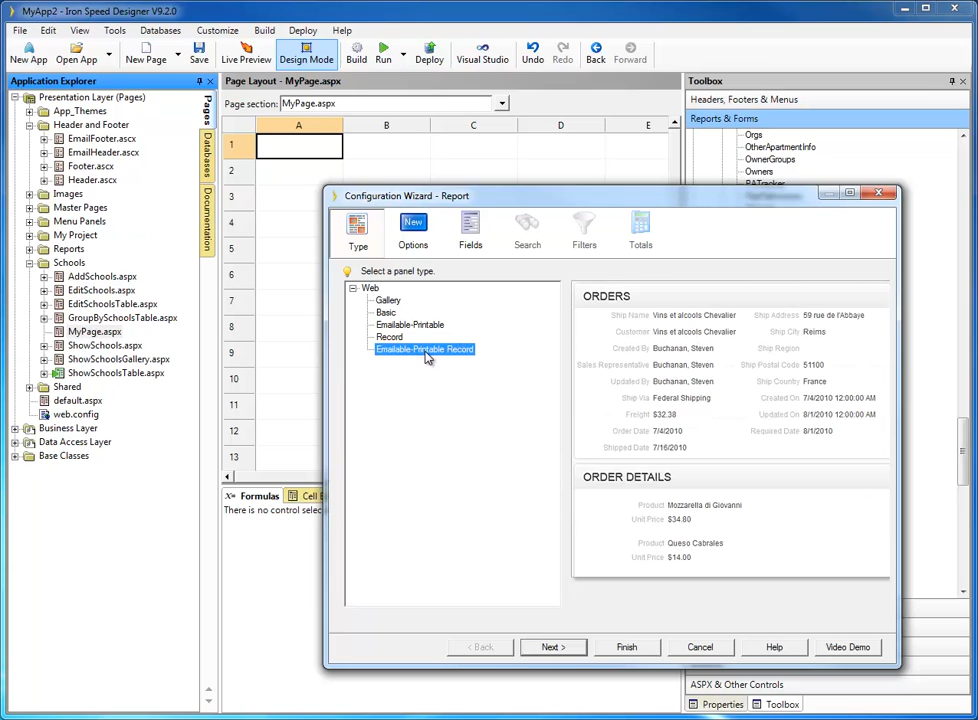 MyApp2 - Iron Speed Designer V9.2.0
File Edit View Tools Databases Customize Build Deploy Help
New App Open App New Page Save Live Preview Design Mode Build Run Deploy Visual Studio Undo Redo Back Forward
Application Explorer
Presentation Layer (Pages)
App_Themes
Header and Footer
EmailFooter.ascx
EmailHeader.ascx
Footer.ascx
Header.ascx
Images
Master Pages
Menu Panels
My Project
Reports
Schools
AddSchools.aspx
EditSchools.aspx
EditSchoolsTable.aspx
GroupBySchoolsTable.aspx
MyPage.aspx
ShowSchools.aspx
ShowSchoolsGallery.aspx
ShowSchoolsTable.aspx
Shared
default.aspx
web.config
Business Layer
Data Access Layer
Base Classes
Pages
Databases
Documentation
Page Layout - MyPage.aspx
Page section: MyPage.aspx
A B C D E
1
2
3
4
5
6
7
8
9
10
11
12
13
x= Formulas Cell
There is no control selec
Toolbox
Headers, Footers & Menus
Reports & Forms
Orgs
OtherApartmentInfo
OwnerGroups
Owners
PATracker
Configuration Wizard - Report
Type New Options Fields Search Filters Totals
Select a panel type.
Web
Gallery
Basic
Emailable-Printable
Record
Emailable-Printable Record
ORDERS
Ship Name Vins et alcools Chevalier Ship Address 59 rue de l'Abbaye
Customer Vins et alcools Chevalier Ship City Reims
Created By Buchanan, Steven Ship Region
Sales Representative Buchanan, Steven Ship Postal Code 51100
Updated By Buchanan, Steven Ship Country France
Ship Via Federal Shipping Created On 7/4/2010 12:00:00 AM
Freight $32.38 Updated On 8/1/2010 12:00:00 AM
Order Date 7/4/2010 Required Date 8/1/2010
Shipped Date 7/16/2010
ORDER DETAILS
Product Mozzarella di Giovanni
Unit Price $34.80
Product Queso Cabrales
Unit Price $14.00
< Back Next > Finish Cancel Help Video Demo
ASPX & Other Controls
Properties Toolbox